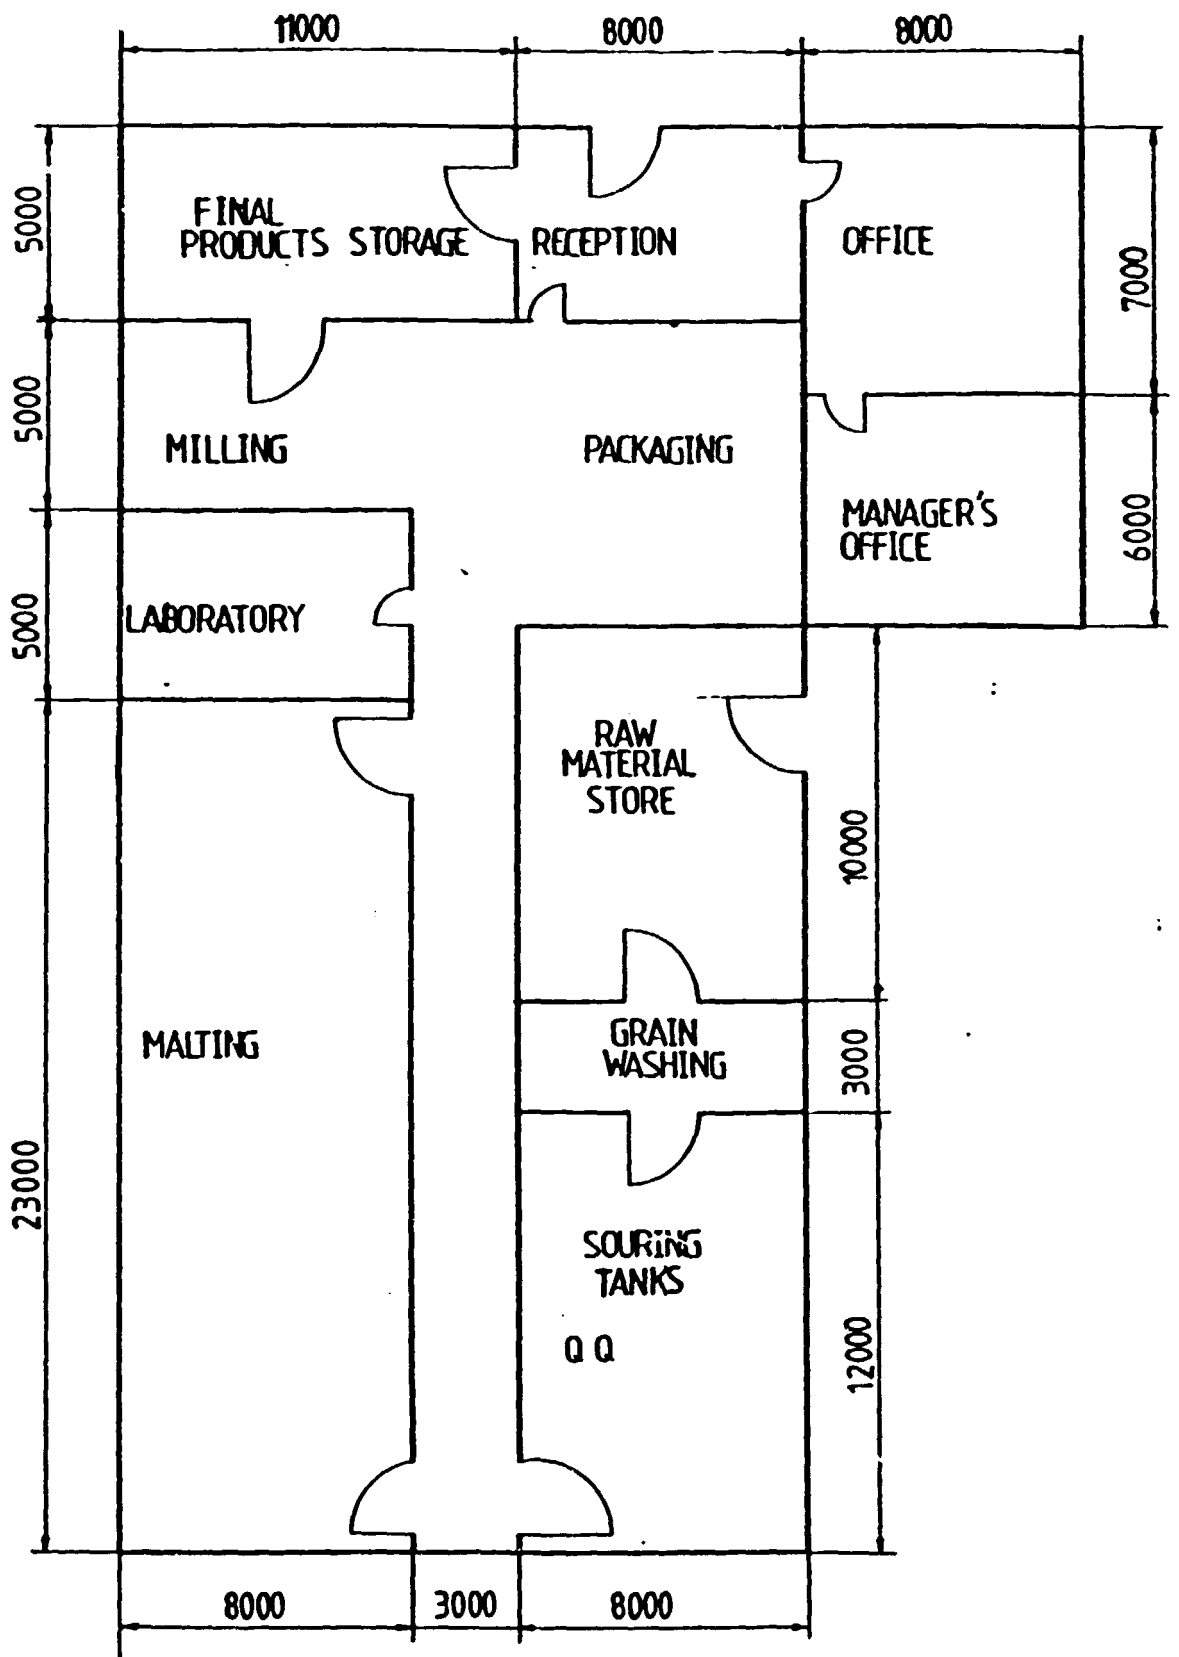 11000
8000
8000
FINAL
PRODUCTS STORAGE
RECEPTION
OFFICE
5000
7000
5000
MILLING
PACKAGING
MANAGER'S
OFFICE
6000
5000
LABORATORY
RAW
MATERIAL
STORE
10000
GRAIN
WASHING
3000
MALTING
23000
SOURING
TANKS
Q Q
12000
8000
3000
8000